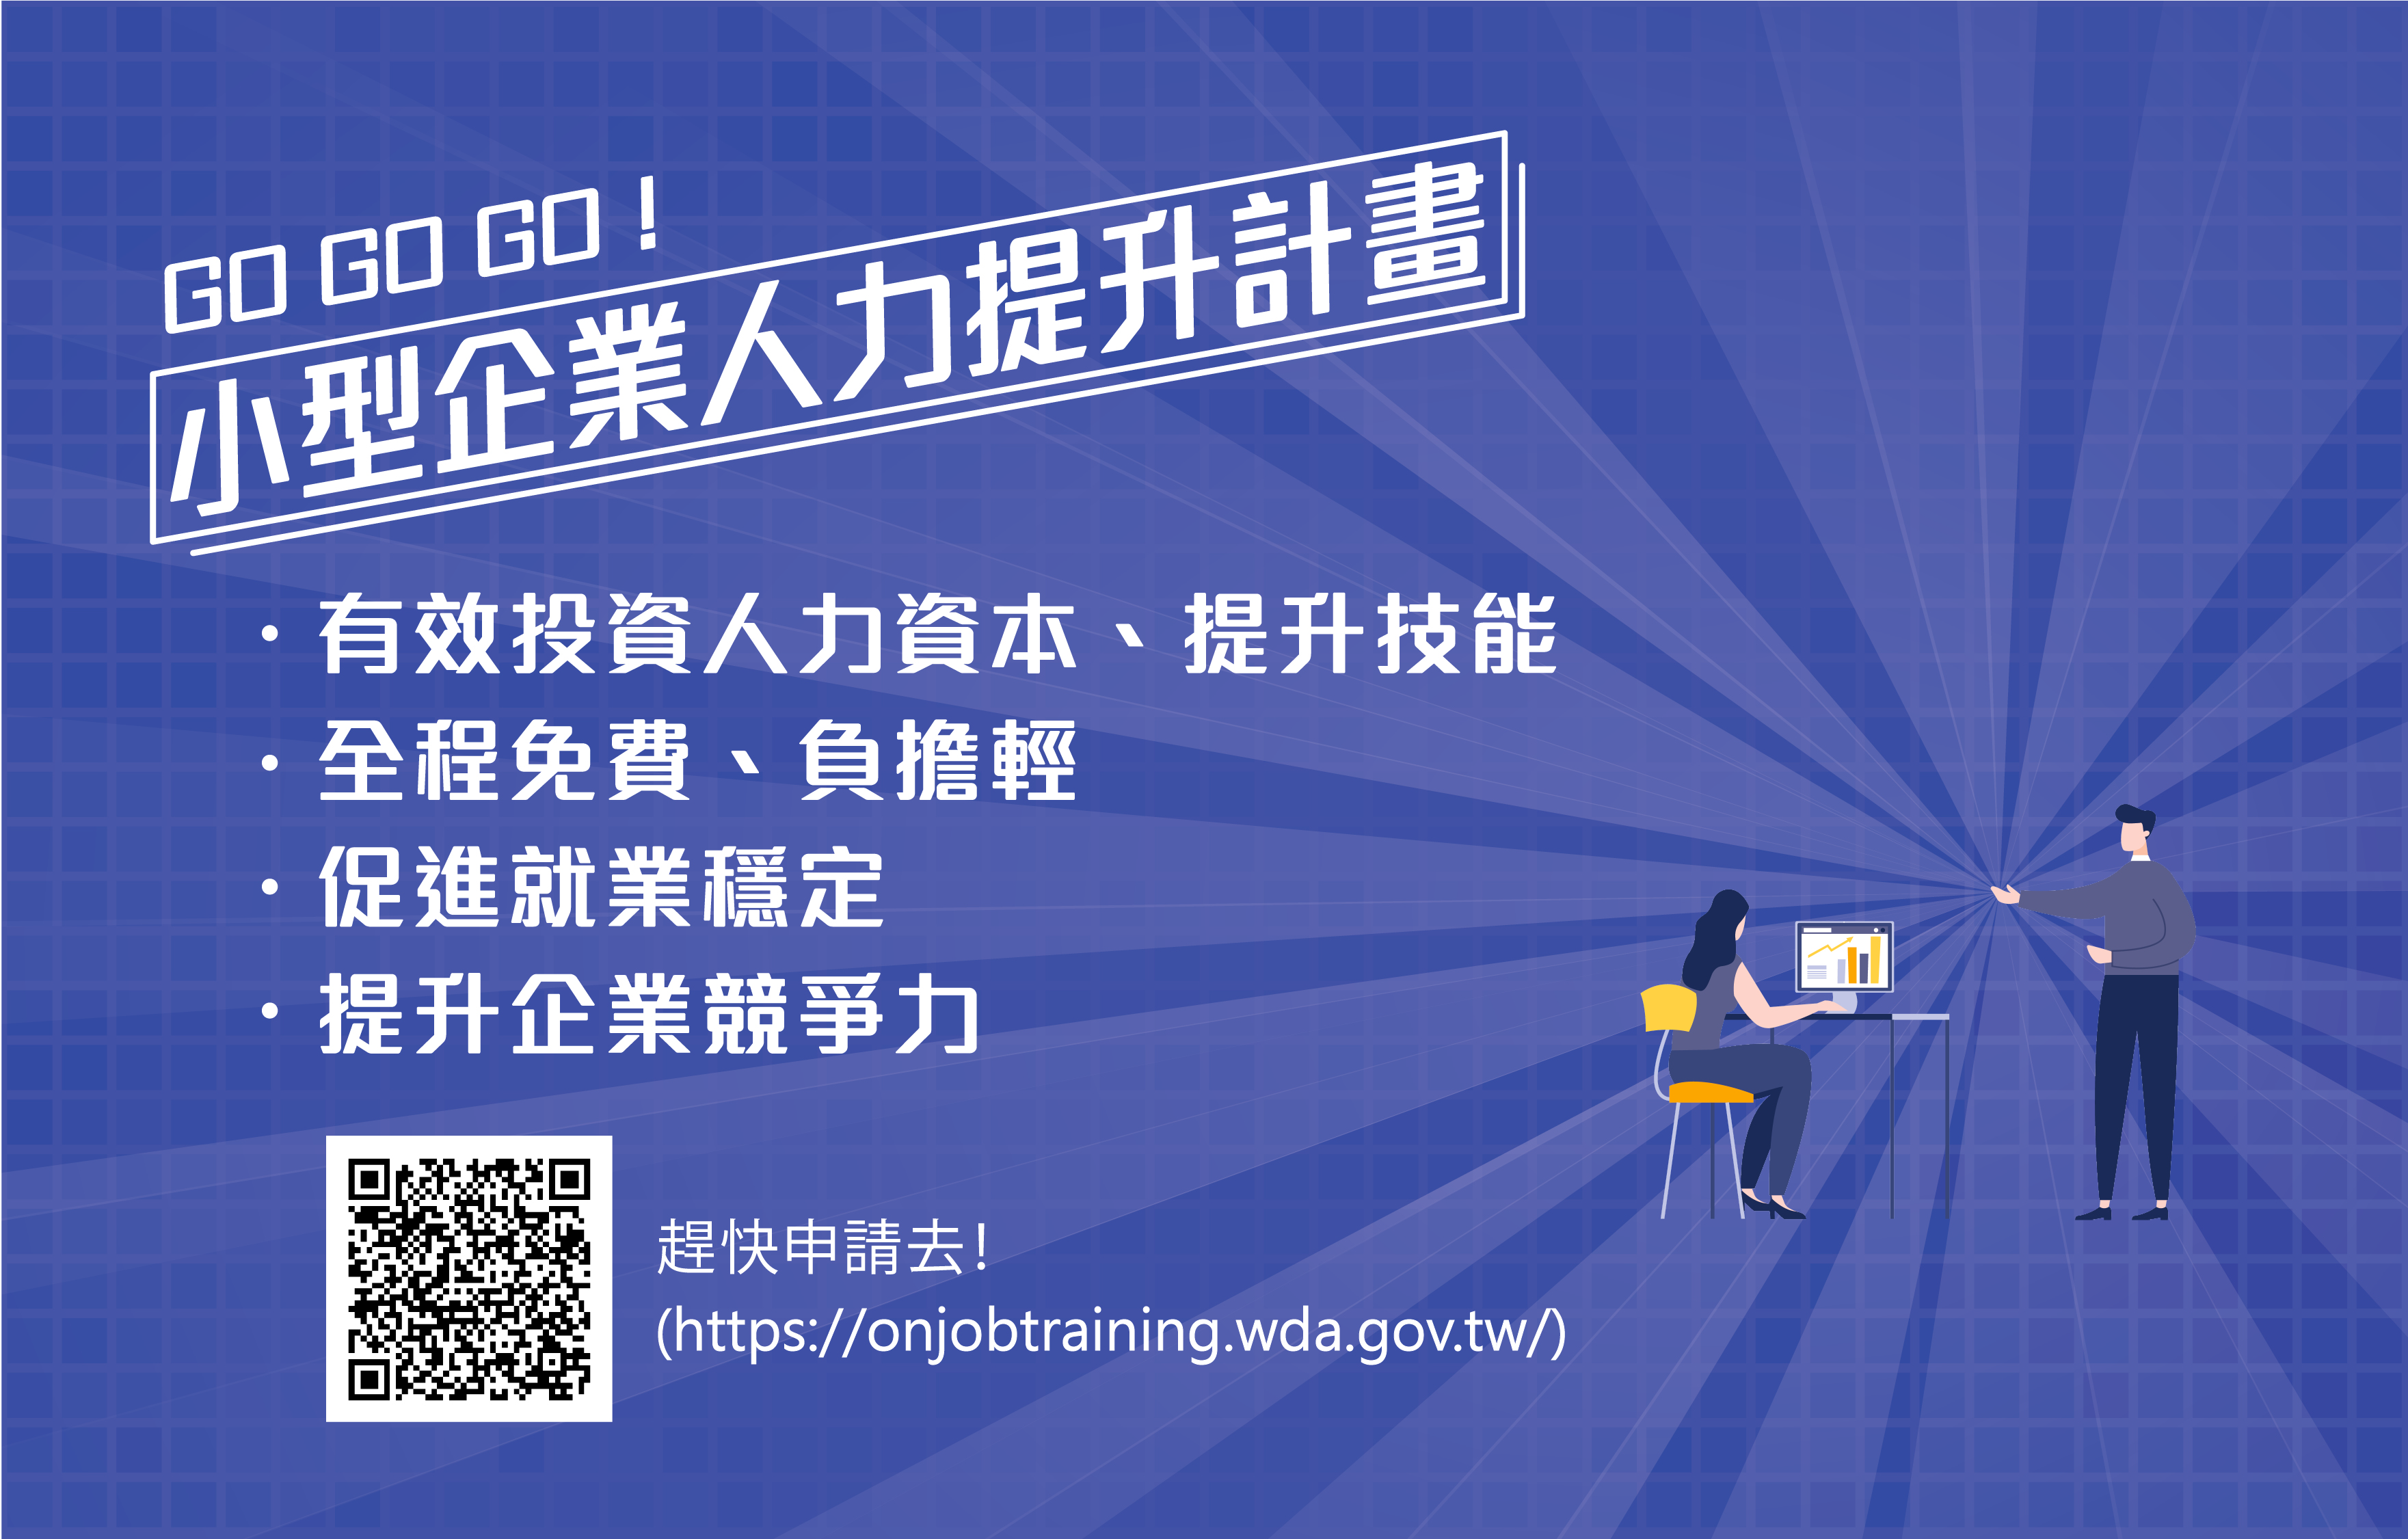 GO GO GO！
小型企業人力提升計畫
・有效投資人力資本、提升技能
・全程免費、負擔輕
・促進就業穩定
・提升企業競爭力
趕快申請去！
(https://onjobtraining.wda.gov.tw/)